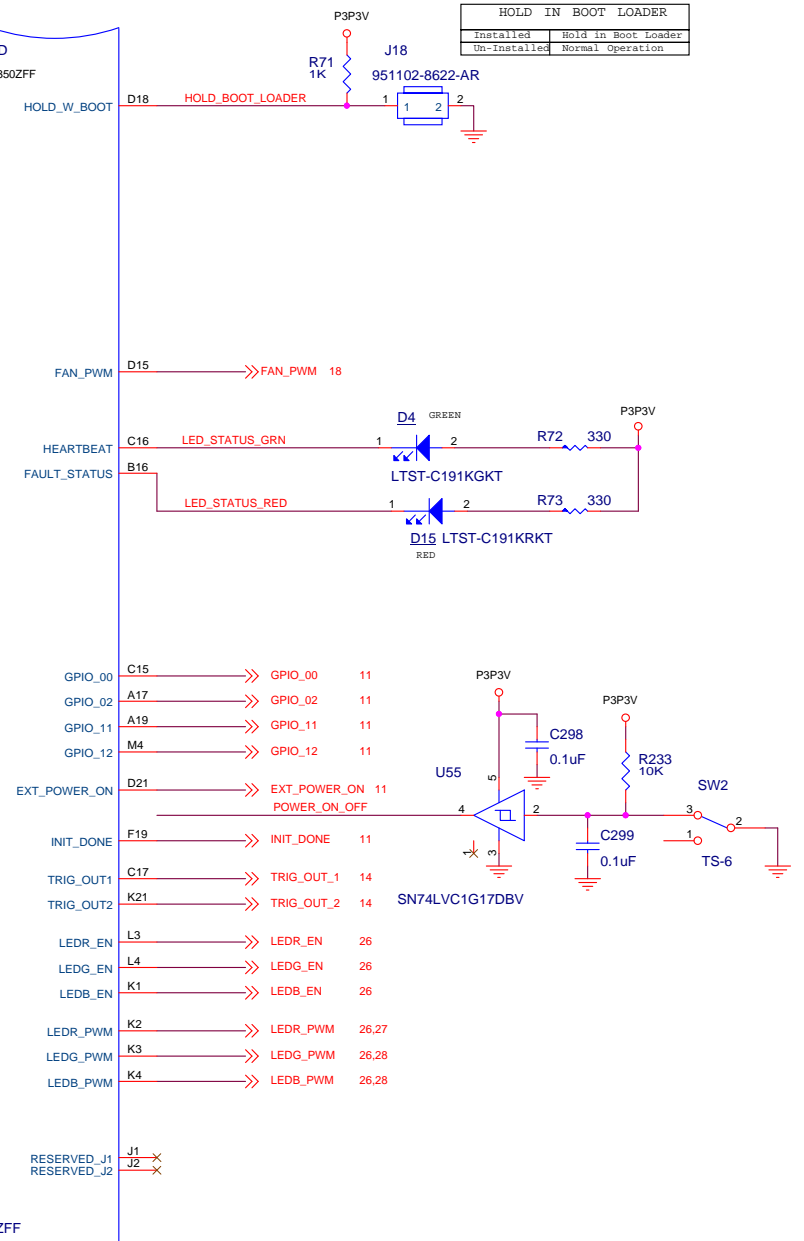 HOLD IN BOOT LOADER
Installed Hold in Boot Loader
Un-Installed Normal Operation
P3P3V
D
350ZFF
R71
1K
J18
951102-8622-AR
HOLD_W_BOOT D18 HOLD_BOOT_LOADER 1 1 2 2
FAN_PWM D15 FAN_PWM 18
D4 GREEN
P3P3V
HEARTBEAT C16 LED_STATUS_GRN 1 2 R72 330
LTST-C191KGKT
FAULT_STATUS B16
LED_STATUS_RED 1 2 R73 330
D15 LTST-C191KRKT
RED
GPIO_00 C15 GPIO_00 11
GPIO_02 A17 GPIO_02 11
GPIO_11 A19 GPIO_11 11
GPIO_12 M4 GPIO_12 11
P3P3V
P3P3V
C298
0.1uF
R233
10K
U55
5
SW2
EXT_POWER_ON D21 EXT_POWER_ON 11
POWER_ON_OFF 4 2 3 2
1
TS-6
C299
0.1uF
1 3
SN74LVC1G17DBV
INIT_DONE F19 INIT_DONE 11
TRIG_OUT1 C17 TRIG_OUT_1 14
TRIG_OUT2 K21 TRIG_OUT_2 14
LEDR_EN L3 LEDR_EN 26
LEDG_EN L4 LEDG_EN 26
LEDB_EN K1 LEDB_EN 26
LEDR_PWM K2 LEDR_PWM 26,27
LEDG_PWM K3 LEDG_PWM 26,28
LEDB_PWM K4 LEDB_PWM 26,28
RESERVED_J1 J1
RESERVED_J2 J2
ZFF